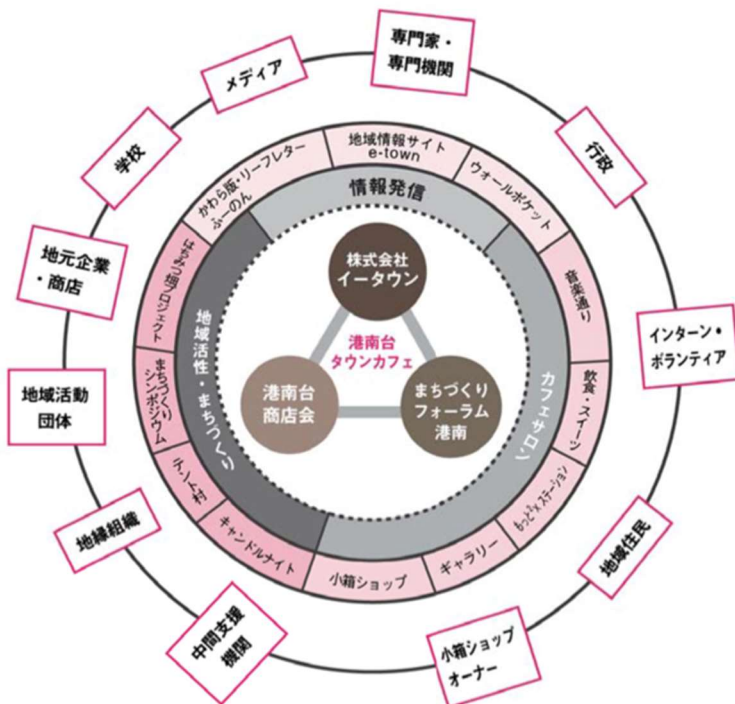 専門家・
専門機関
メディア
行政
学校
地元企業
・商店
インターン・
ボランティア
地域活動
団体
地縁組織
地域住民
中間支援
機関
小箱ショップ
オーナー
かわら版・リーフレター
ふーのん
地域情報サイト
e-town
ウォールポケット
音楽通り
飲食・スイーツ
もっと²×ステーション
ギャラリー
小箱ショップ
キャンドルナイト
テント村
まちづくり
シンポジウム
はちみつ畑プロジェクト
情報発信
カフェサロン
地域活性・まちづくり
株式会社
イータウン
港南台
タウンカフェ
港南台
商店会
まちづくり
フォーラム
港南